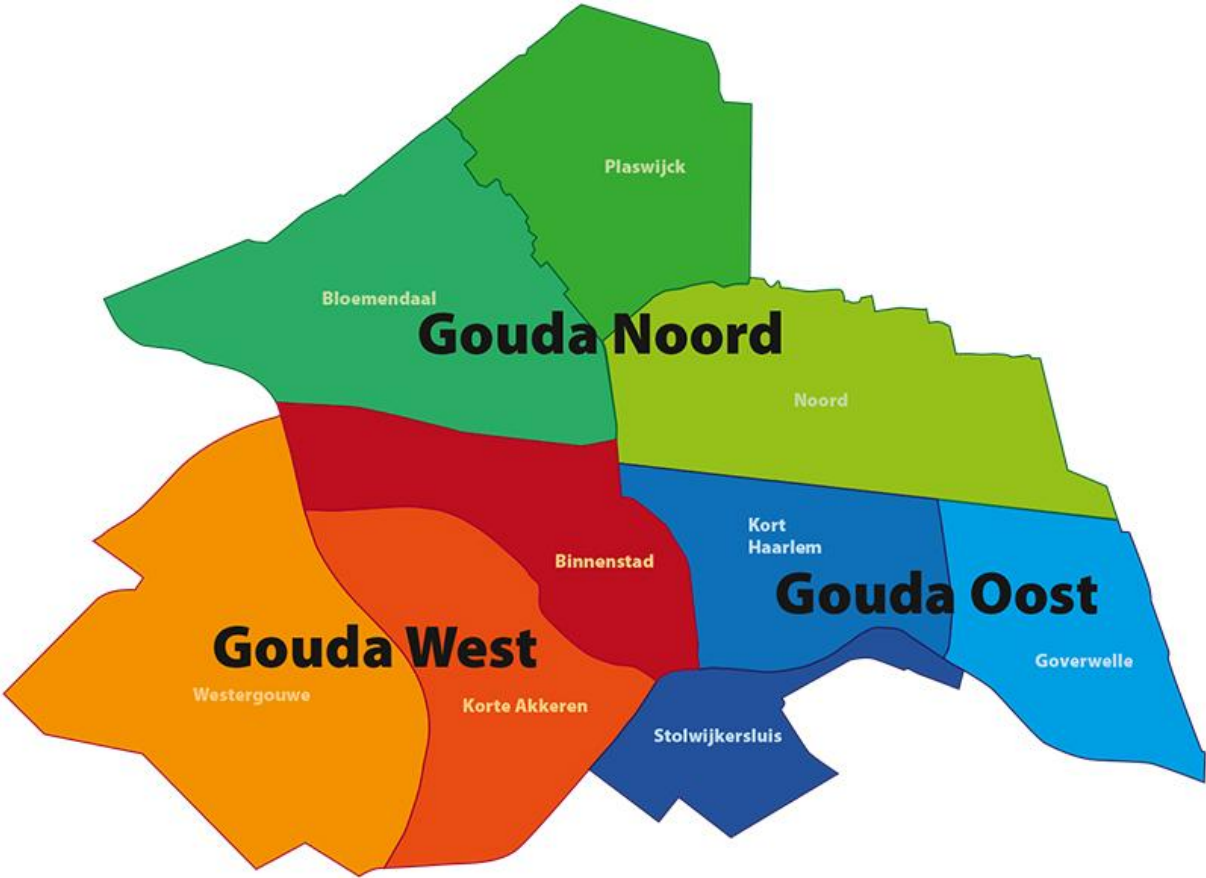 Plaswijck
Bloemendaal
Gouda Noord
Noord
Kort
Haarlem
Binnenstad
Gouda Oost
Gouda West
Goverwelle
Westergouwe
Korte Akkeren
Stolwijkersluis